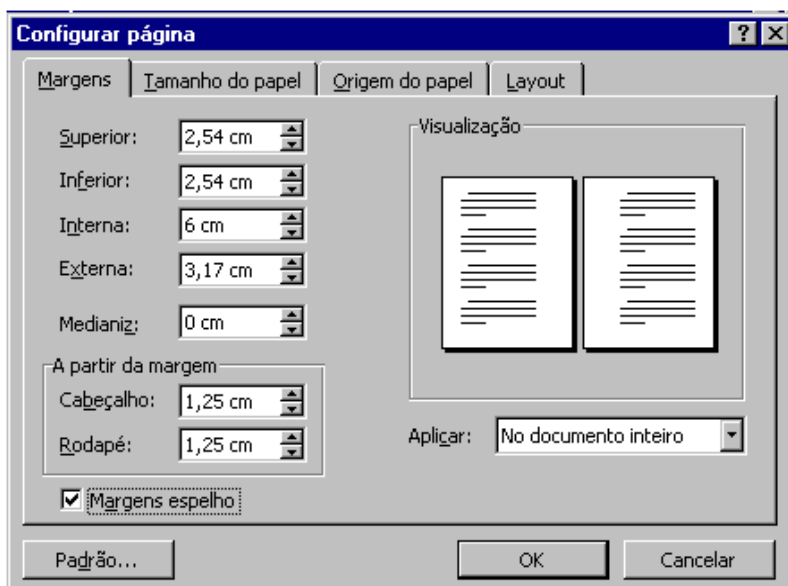 Configurar página
Margens Tamanho do papel Origem do papel Layout
Superior: 2,54 cm
Inferior: 2,54 cm
Interna: 6 cm
Externa: 3,17 cm
Medianiz: 0 cm
A partir da margem
Cabeçalho: 1,25 cm
Rodapé: 1,25 cm
Margens espelho
Visualização
Aplicar: No documento inteiro
Padrão... OK Cancelar